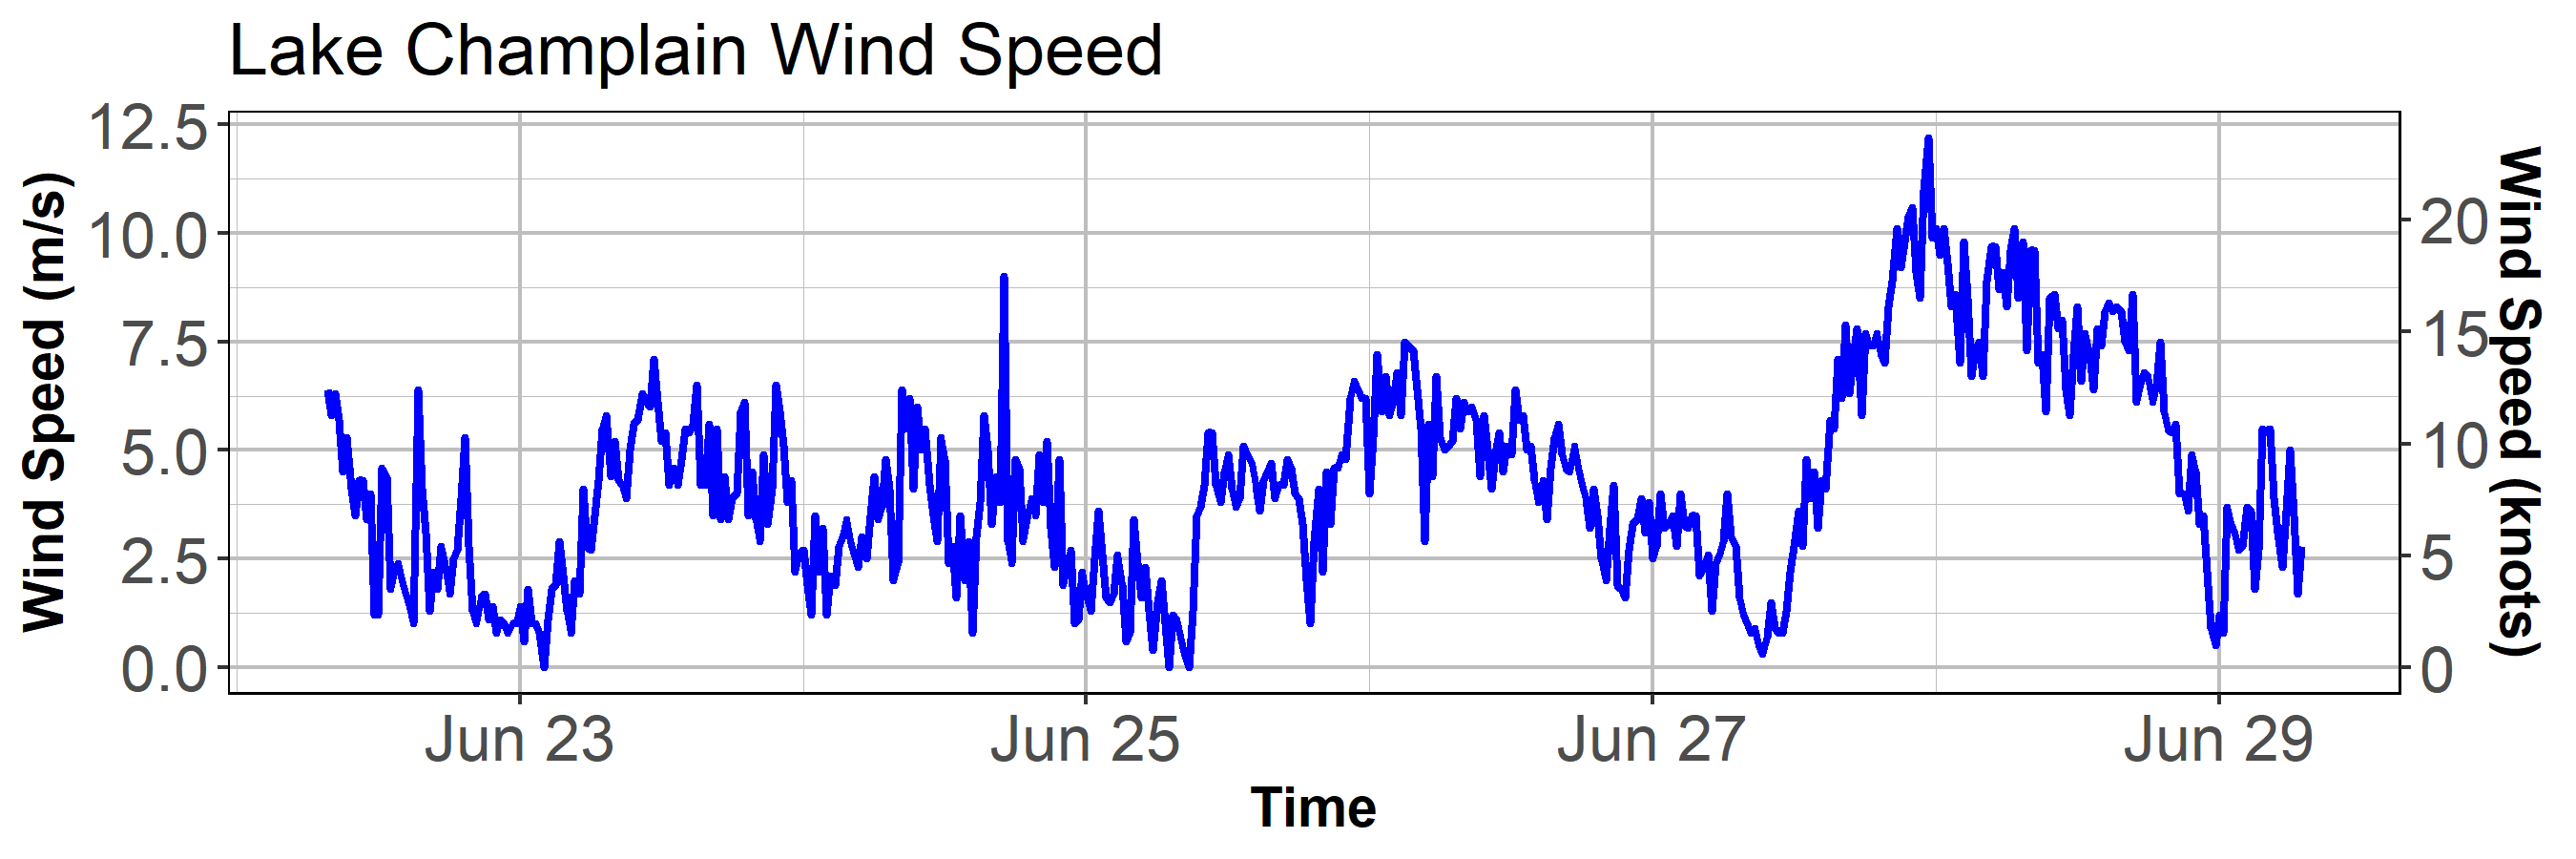 Lake Champlain Wind Speed
Wind Speed (m/s)
12.5
10.0
7.5
5.0
2.5
0.0
20
15
10
5
0
Wind Speed (knots)
Jun 23
Jun 25
Jun 27
Jun 29
Time